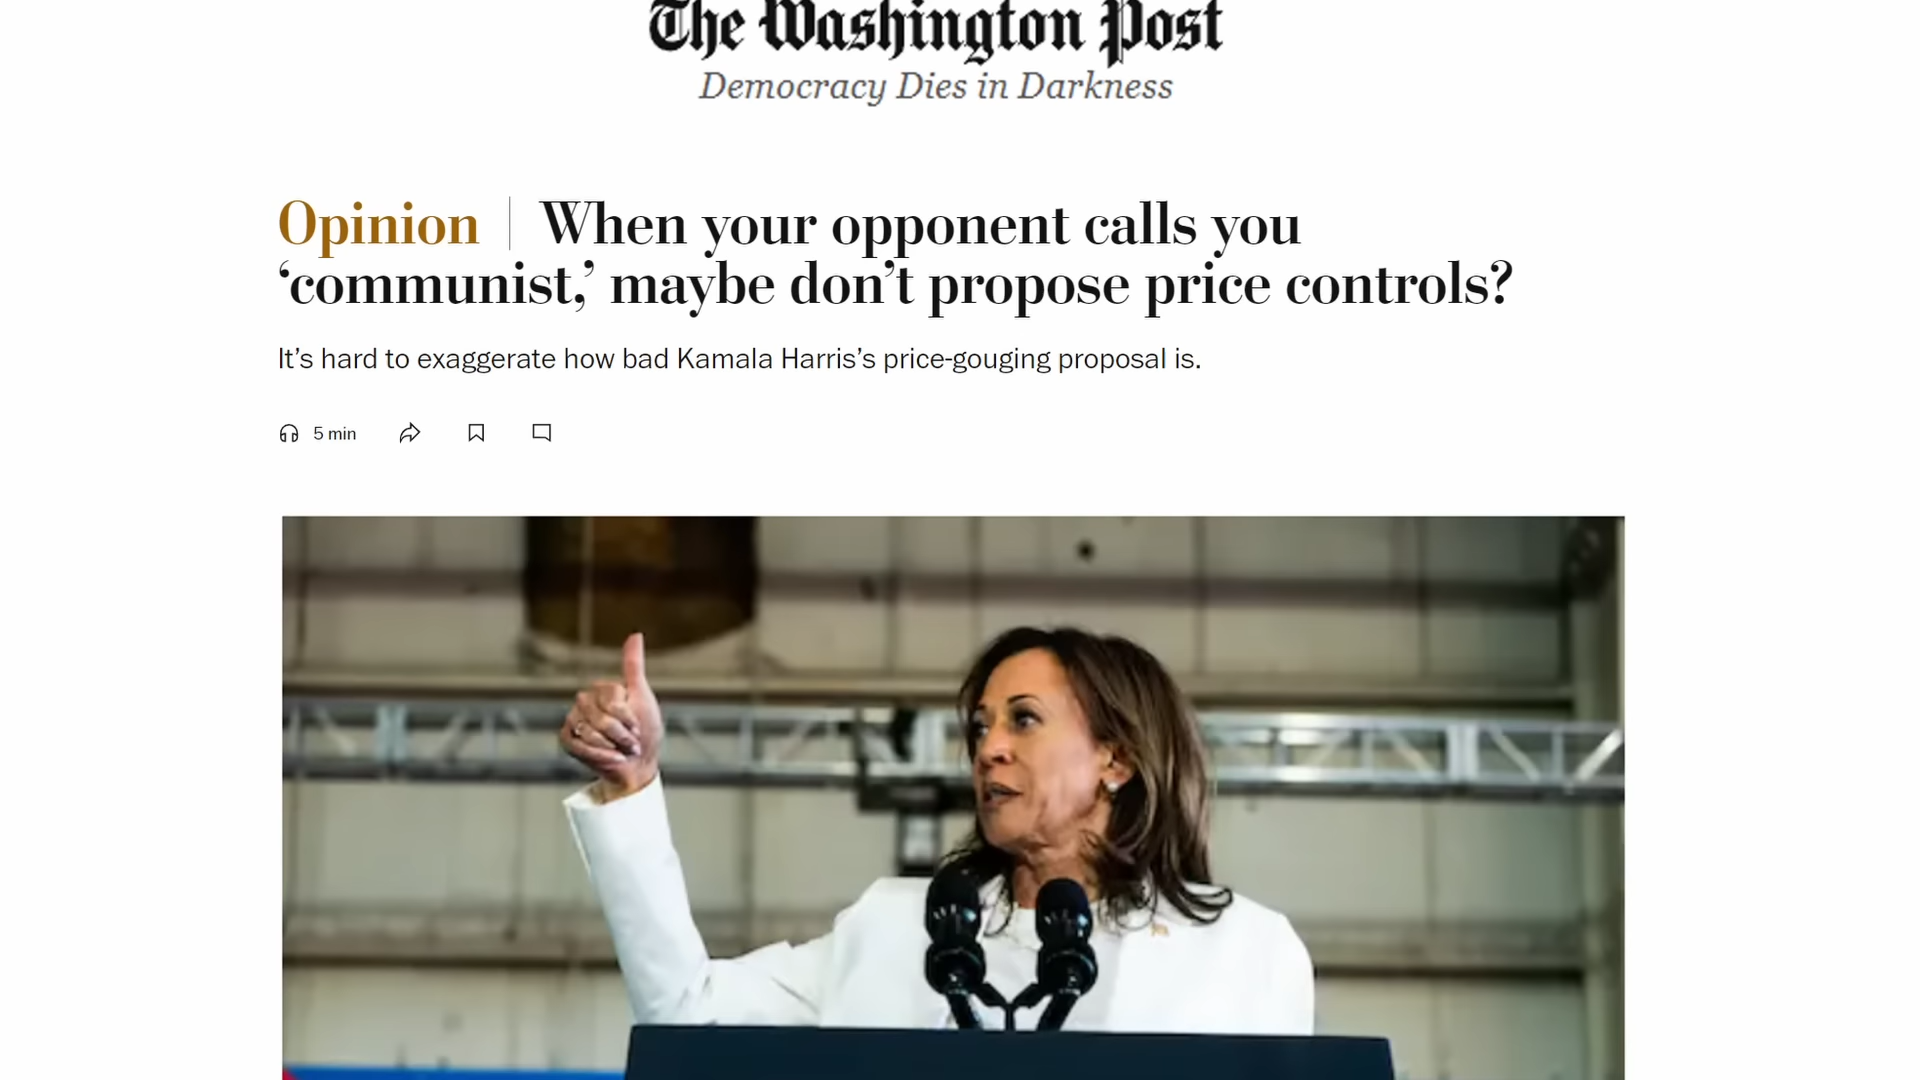 The Washington Post
Democracy Dies in Darkness
Opinion | When your opponent calls you
‘communist,’ maybe don’t propose price controls?
It’s hard to exaggerate how bad Kamala Harris’s price-gouging proposal is.
5 min